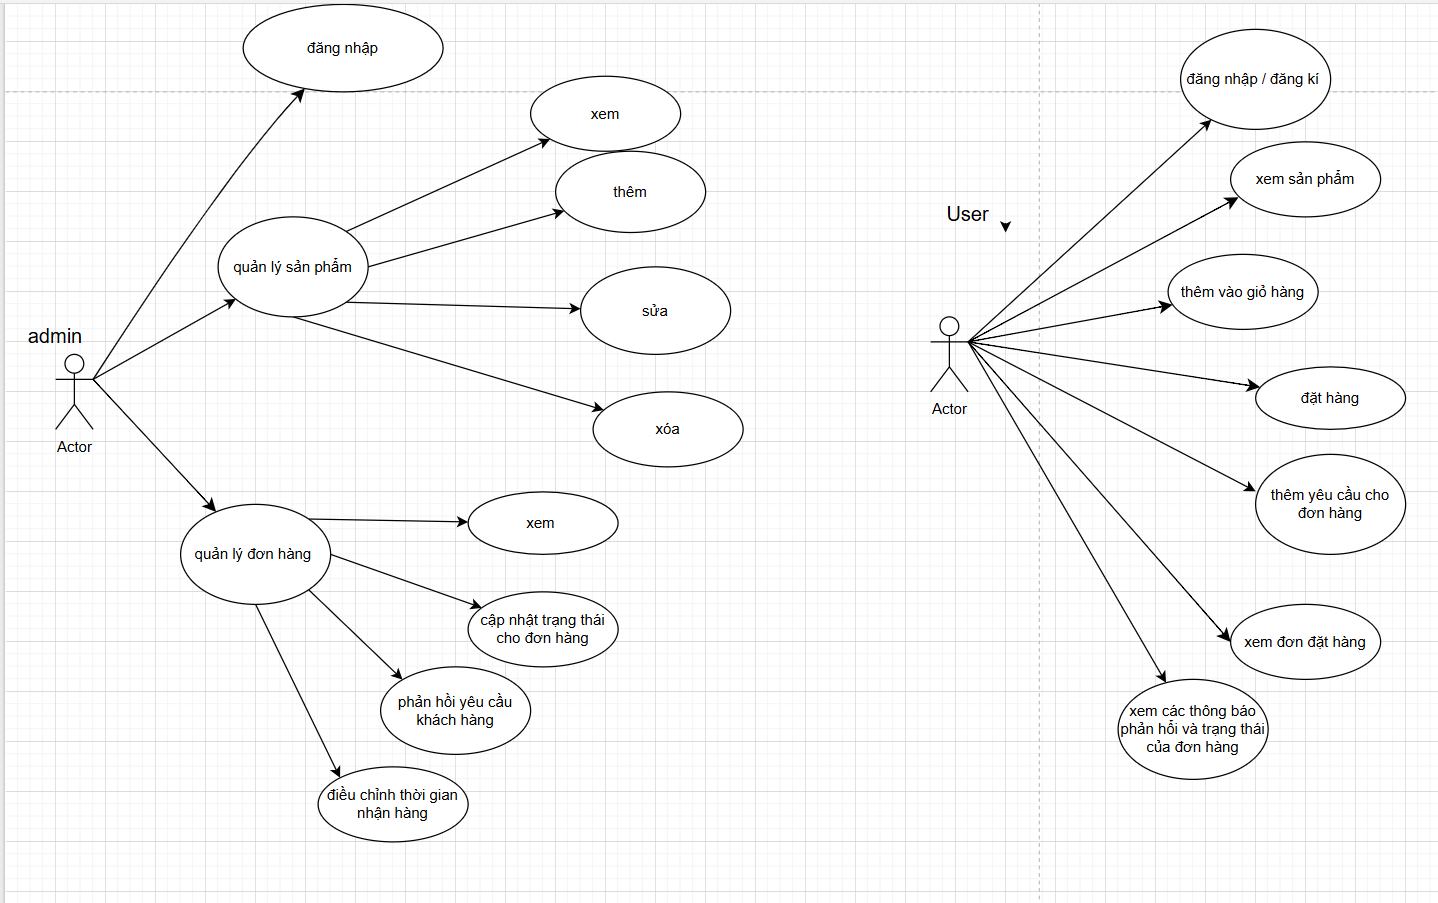 đăng nhập
xem
thêm
quản lý sản phẩm
sửa
admin
Actor
xóa
xem
quản lý đơn hàng
cập nhật trạng thái
cho đơn hàng
phản hồi yêu cầu
khách hàng
điều chỉnh thời gian
nhận hàng
đăng nhập / đăng kí
xem sản phẩm
User
thêm vào giỏ hàng
Actor
đặt hàng
thêm yêu cầu cho
đơn hàng
xem đơn đặt hàng
xem các thông báo
phản hổi và trạng thái
của đơn hàng